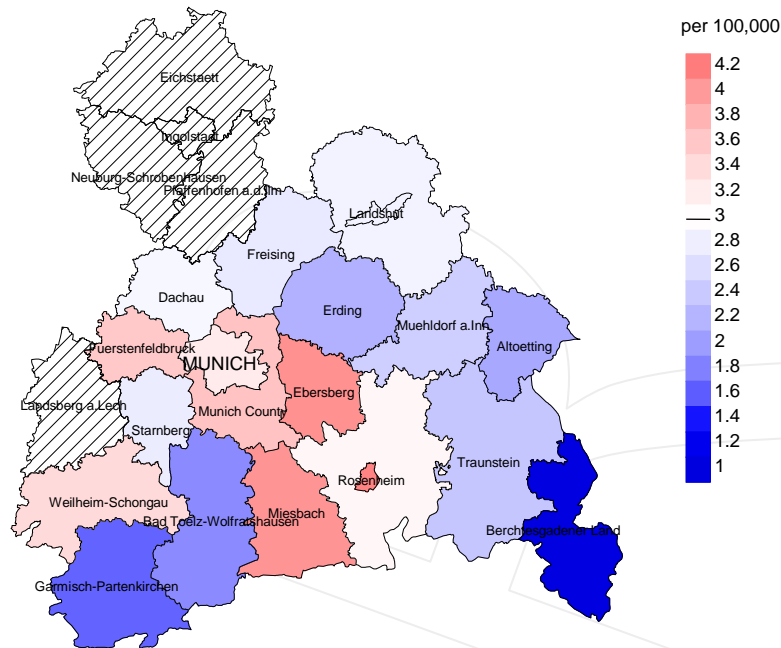 per 100,000
4.2
4
3.8
3.6
3.4
3.2
3
2.8
2.6
2.4
2.2
2
1.8
1.6
1.4
1.2
1
Eichstaett
Ingolstadt
Neuburg-Schrobenhausen
Pfaffenhofen a.d.Ilm
Landshut
Freising
Dachau
Erding
Muehldorf a.Inn
Altoetting
Fuerstenfeldbruck
MUNICH
Ebersberg
Landsberg a.Lech
Munich County
Starnberg
Traunstein
Rosenheim
Weilheim-Schongau
Miesbach
Bad Toelz-Wolfratshausen
Berchtesgadener Land
Garmisch-Partenkirchen